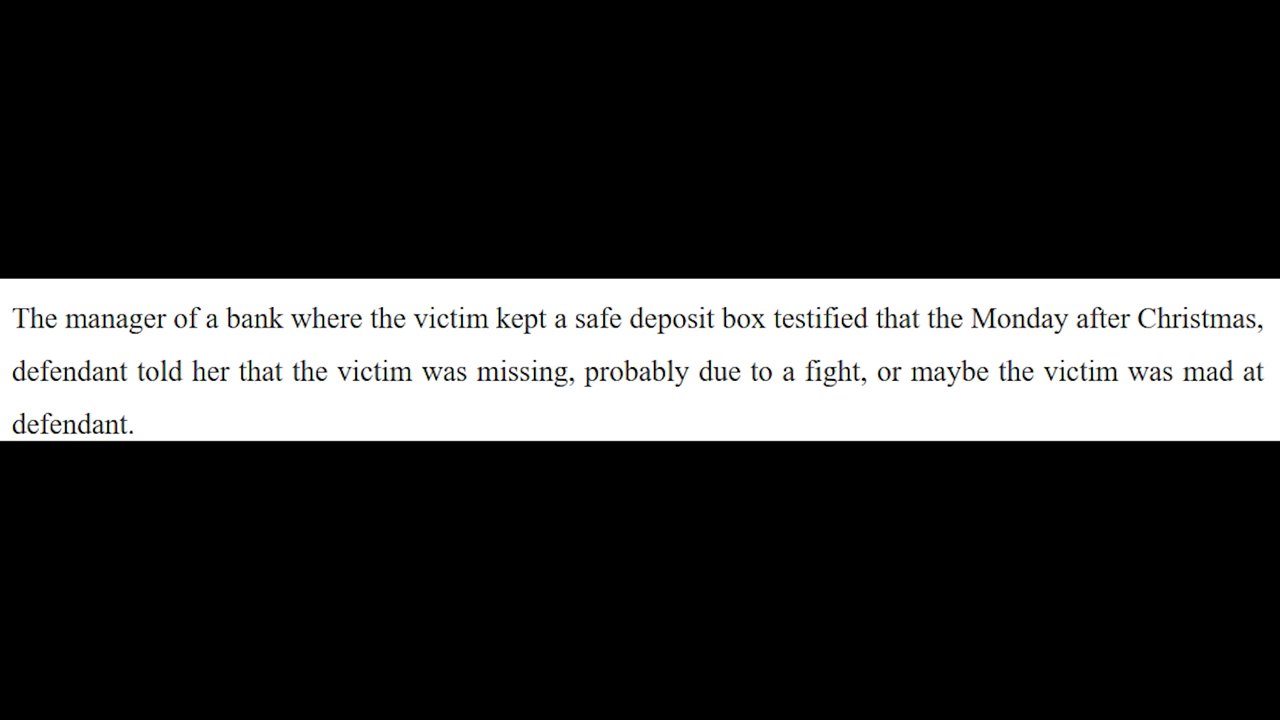 The manager of a bank where the victim kept a safe deposit box testified that the Monday after Christmas,
defendant told her that the victim was missing, probably due to a fight, or maybe the victim was mad at
defendant.